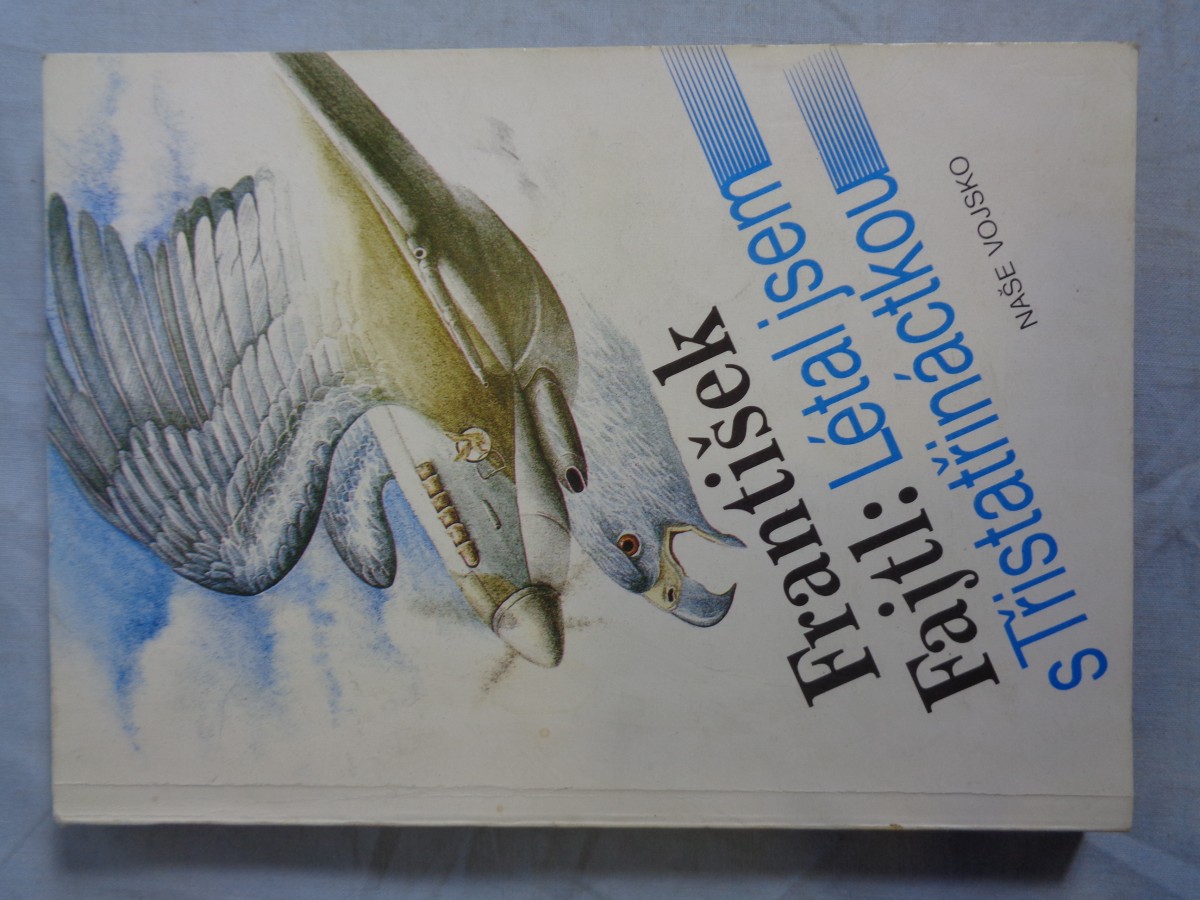 František
Fajtl: Létal jsem
s Třistatřináctkou
NAŠE VOJSKO